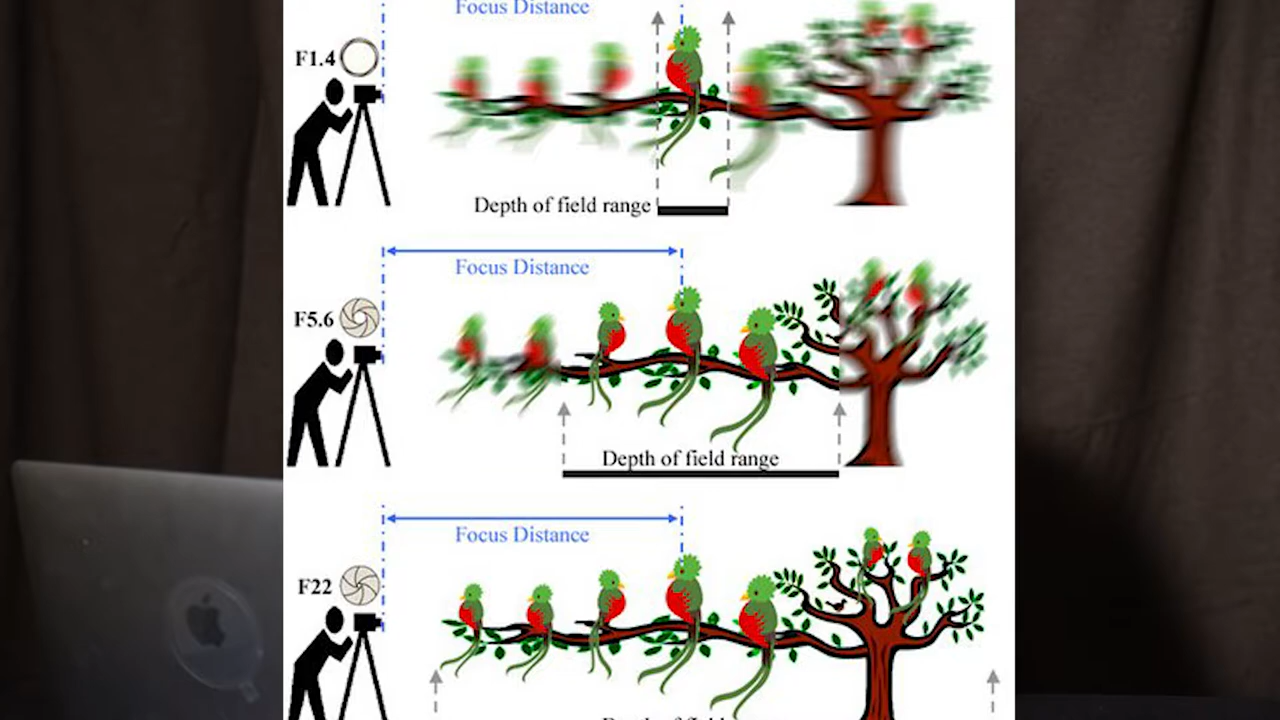 Focus Distance
F1.4
Depth of field range
Focus Distance
F5.6
Depth of field range
Focus Distance
F22